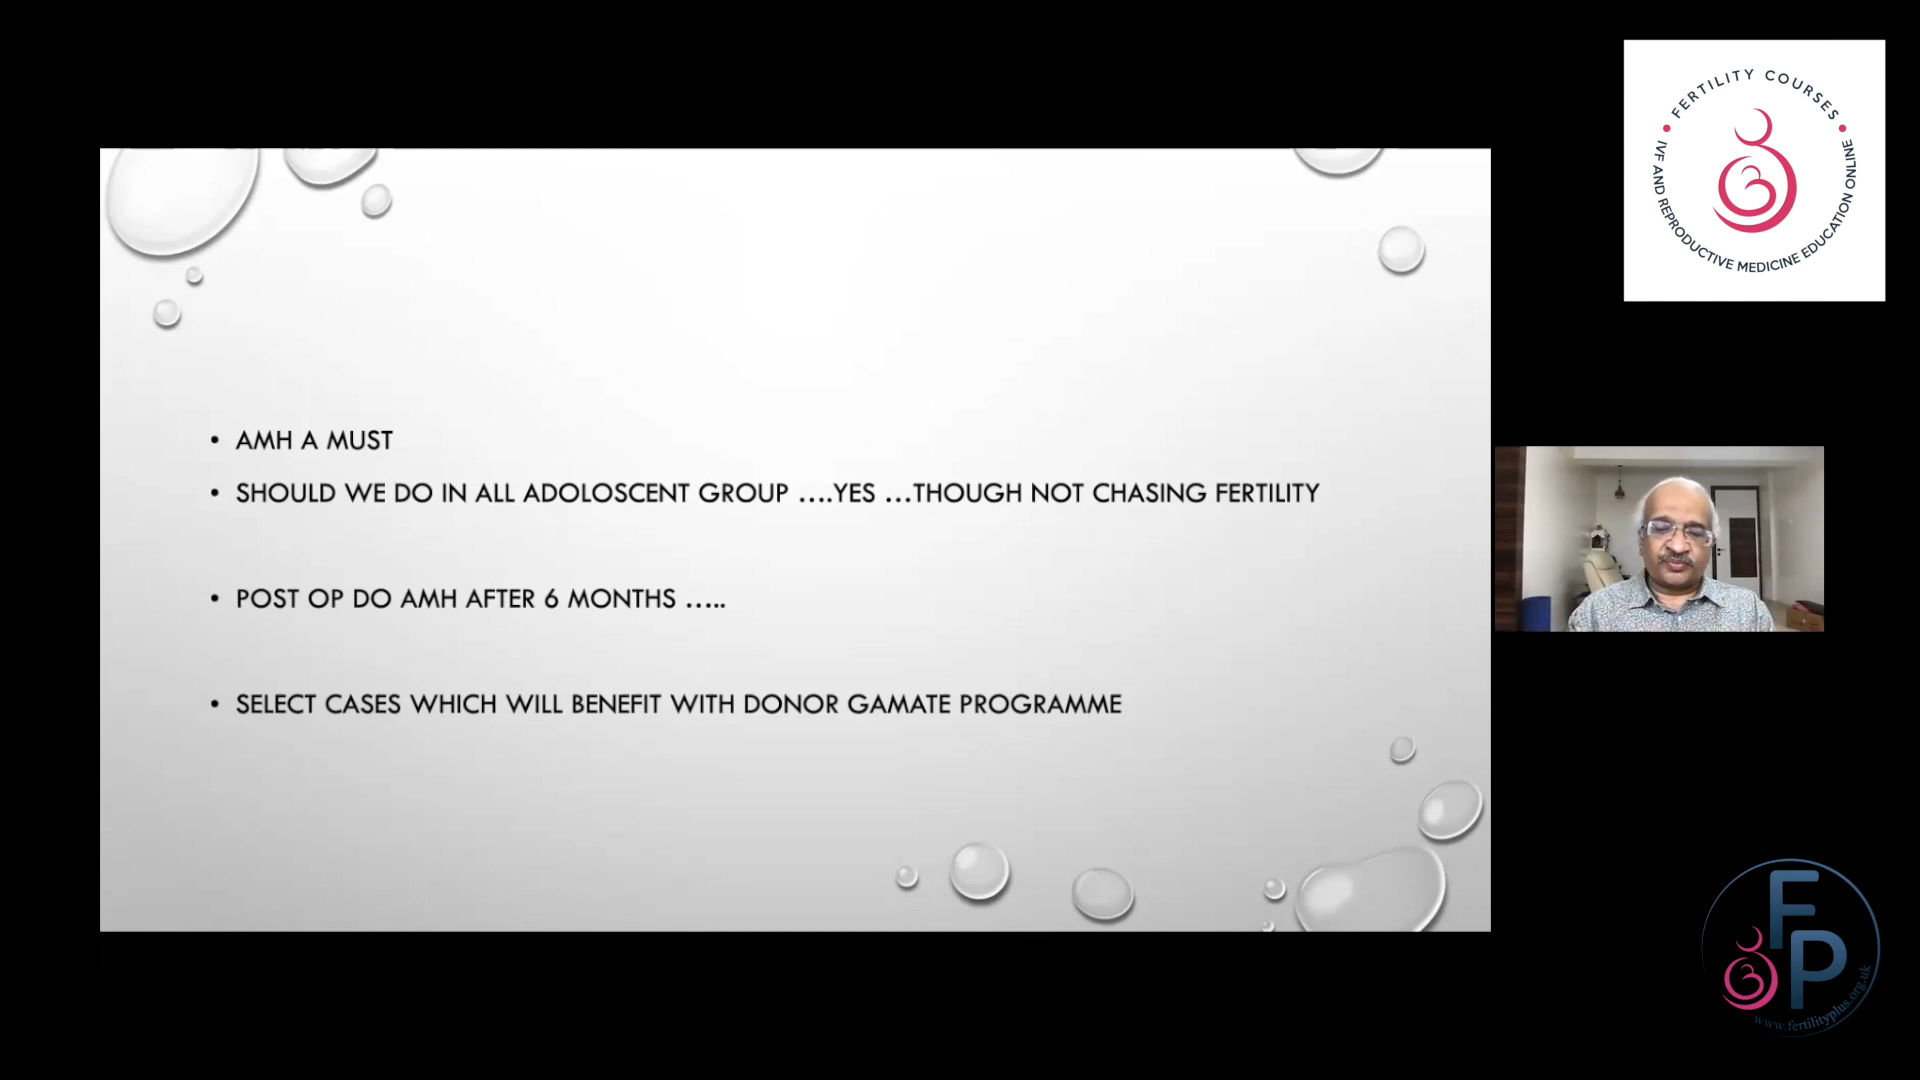 FERTILITY COURSES
IVF AND REPRODUCTIVE MEDICINE EDUCATION ONLINE
• AMH A MUST
• SHOULD WE DO IN ALL ADOLOSCENT GROUP ....YES ...THOUGH NOT CHASING FERTILITY
• POST OP DO AMH AFTER 6 MONTHS .....
• SELECT CASES WHICH WILL BENEFIT WITH DONOR GAMATE PROGRAMME
FP
www.fertilityplus.org.uk